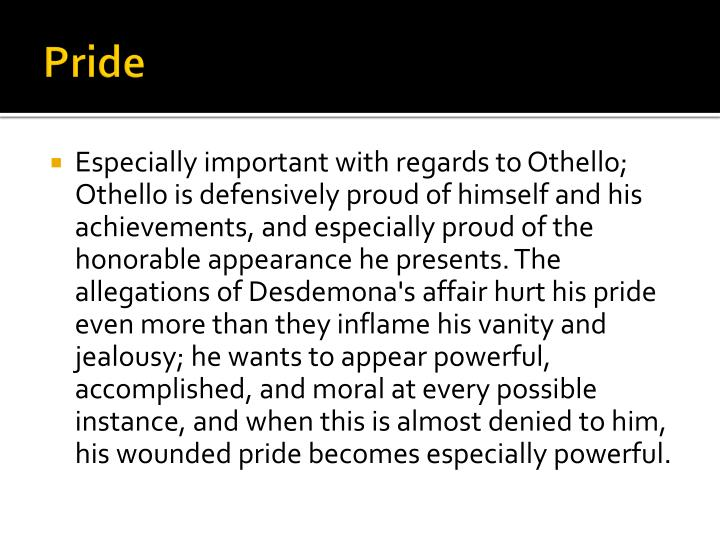 Pride
Especially important with regards to Othello;
Othello is defensively proud of himself and his
achievements, and especially proud of the
honorable appearance he presents. The
allegations of Desdemona's affair hurt his pride
even more than they inflame his vanity and
jealousy; he wants to appear powerful,
accomplished, and moral at every possible
instance, and when this is almost denied to him,
his wounded pride becomes especially powerful.